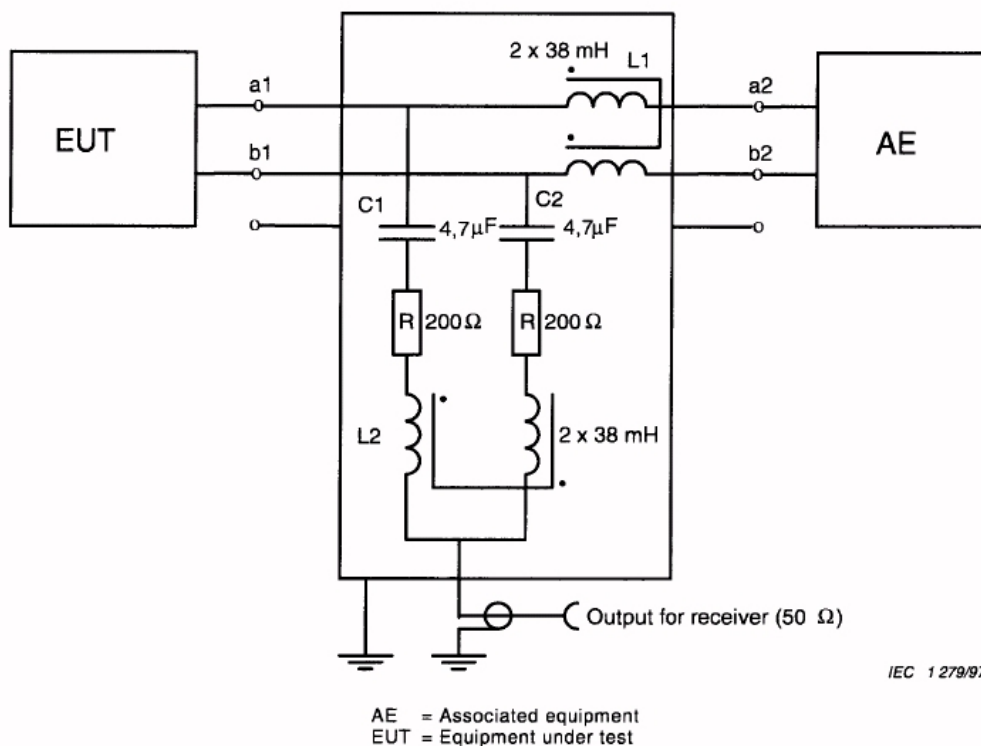 2 x 38 mH
L1
a1
a2
EUT
AE
b1
b2
C1
C2
4,7µF
4,7µF
R 200 Ω
R 200 Ω
L2
2 x 38 mH
Output for receiver (50 Ω)
IEC 1 279/97
AE = Associated equipment
EUT = Equipment under test